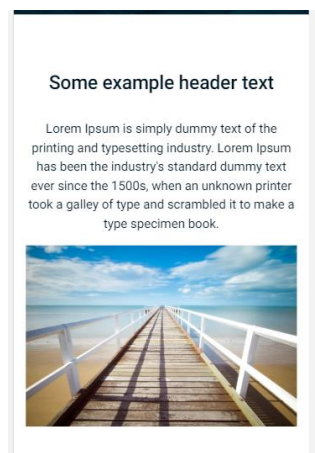 Some example header text
Lorem Ipsum is simply dummy text of the
printing and typesetting industry. Lorem Ipsum
has been the industry's standard dummy text
ever since the 1500s, when an unknown printer
took a galley of type and scrambled it to make a
type specimen book.